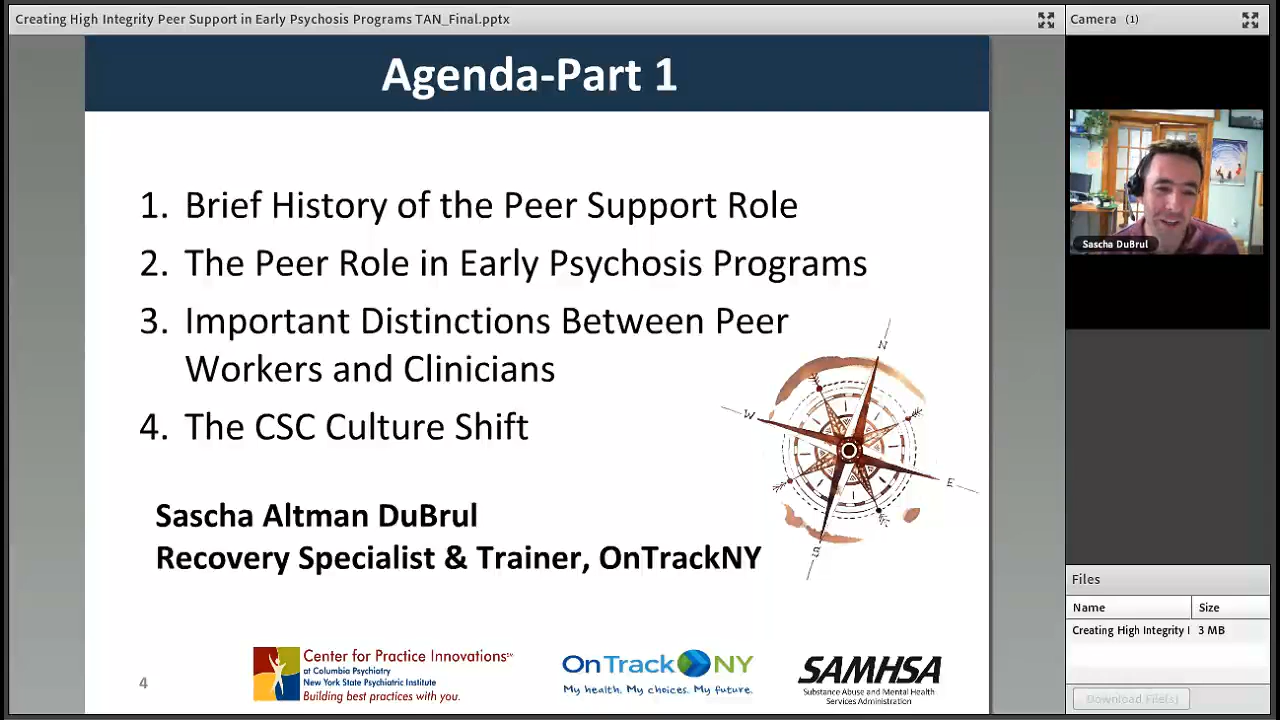 Creating High Integrity Peer Support in Early Psychosis Programs TAN_Final.pptx
Camera (1)
Agenda-Part 1
1. Brief History of the Peer Support Role
2. The Peer Role in Early Psychosis Programs
3. Important Distinctions Between Peer
Workers and Clinicians
4. The CSC Culture Shift
N
W
E
S
Sascha Altman DuBrul
Recovery Specialist & Trainer, OnTrackNY
Center for Practice Innovations℠
at Columbia Psychiatry
New York State Psychiatric Institute
Building best practices with you.
OnTrack NY
My health. My choices. My future.
SAMHSA
Substance Abuse and Mental Health
Services Administration
4
Sascha DuBrul
Files
Name Size
Creating High Integrity I 3 MB
Download File(s)